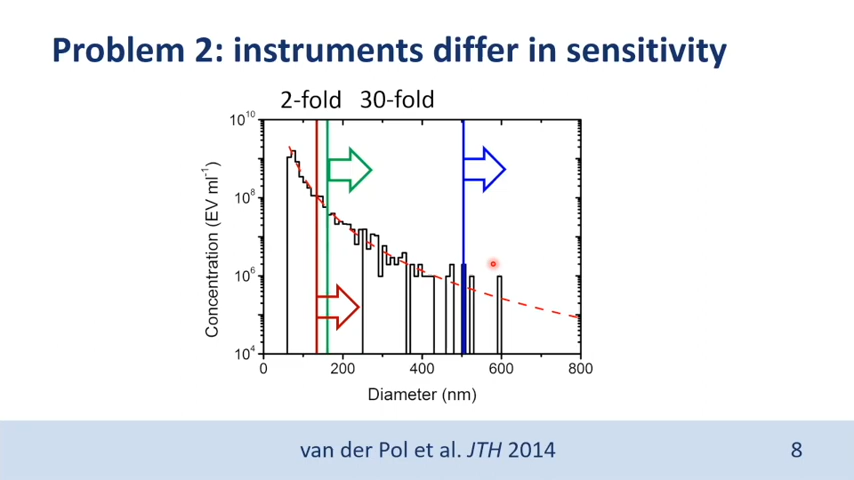 Problem 2: instruments differ in sensitivity
2-fold 30-fold
10^10
10^8
10^6
10^4
Concentration (EV ml^-1)
0 200 400 600 800
Diameter (nm)
van der Pol et al. JTH 2014
8